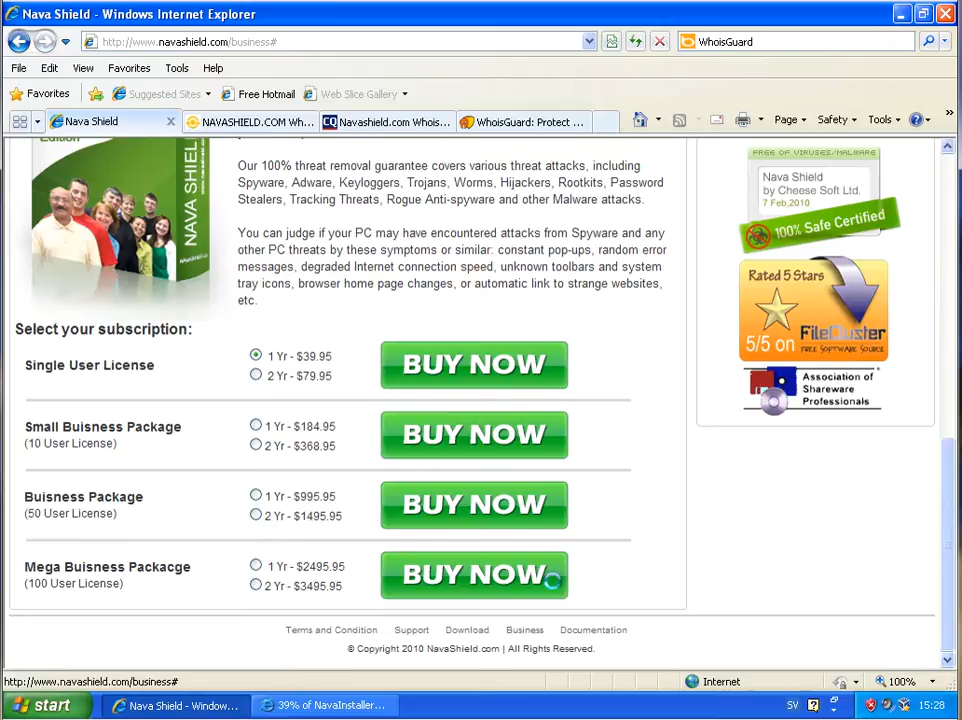 Nava Shield - Windows Internet Explorer
http://www.navashield.com/business#
WhoisGuard
File Edit View Favorites Tools Help
Favorites Suggested Sites Free Hotmail Web Slice Gallery
Nava Shield NAVASHIELD.COM Wh... Navashield.com Whois... WhoisGuard : Protect ... Page Safety Tools
Edition
NAVA SHIEL
Our 100% threat removal guarantee covers various threat attacks, including
Spyware, Adware, Keyloggers, Trojans, Worms, Hijackers, Rootkits, Password
Stealers, Tracking Threats, Rogue Anti-spyware and other Malware attacks.
You can judge if your PC may have encountered attacks from Spyware and any
other PC threats by these symptoms or similar: constant pop-ups, random error
messages, degraded Internet connection speed, unknown toolbars and system
tray icons, browser home page changes, or automatic link to strange websites,
etc.
FREE OF VIRUSES/MALWARE
Nava Shield
by Cheese Soft Ltd.
7 Feb,2010
100% Safe Certified
Rated 5 Stars
5/5 on FileCluster
FREE SOFTWARE SOURCE
Association of
Shareware
Professionals
Select your subscription:
Single User License
1 Yr - $39.95
2 Yr - $79.95
BUY NOW
Small Buisness Package
(10 User License)
1 Yr - $184.95
2 Yr - $368.95
BUY NOW
Buisness Package
(50 User License)
1 Yr - $995.95
2 Yr - $1495.95
BUY NOW
Mega Buisness Packacge
(100 User License)
1 Yr - $2495.95
2 Yr - $3495.95
BUY NOW
Terms and Condition Support Download Business Documentation
© Copyright 2010 NavaShield.com | All Rights Reserved.
http://www.navashield.com/business# Internet 100%
start Nava Shield - Window... 39% of NavaInstaller... SV 15:28